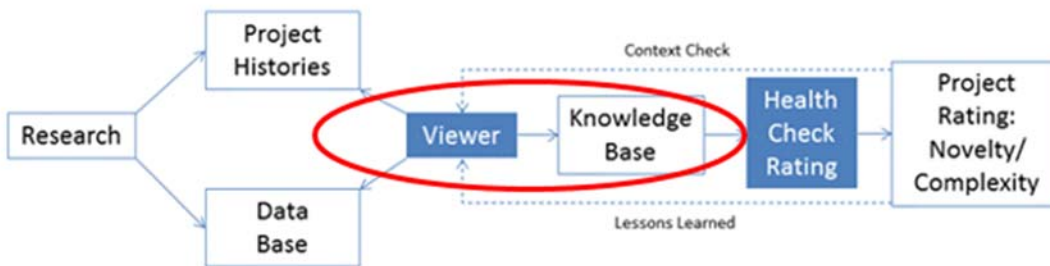 Research
Project
Histories
Data
Base
Viewer
Knowledge
Base
Context Check
Lessons Learned
Health
Check
Rating
Project
Rating:
Novelty/
Complexity